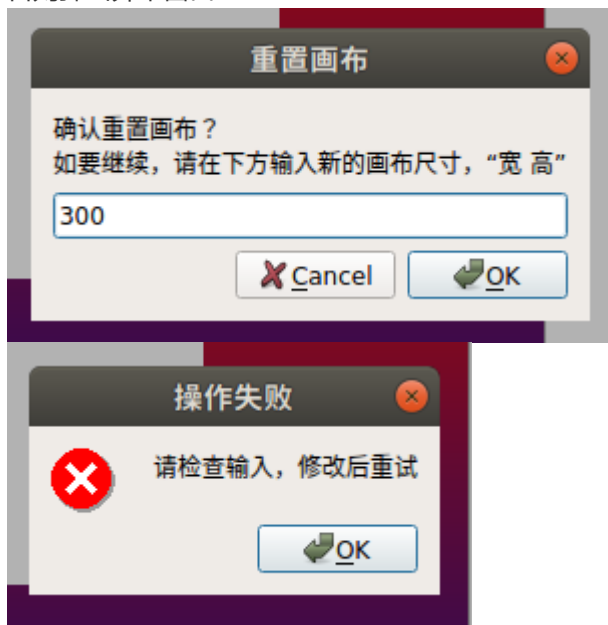 重置画布
确认重置画布？
如要继续，请在下方输入新的画布尺寸，“宽 高”
300
Cancel
OK
操作失败
请检查输入，修改后重试
OK